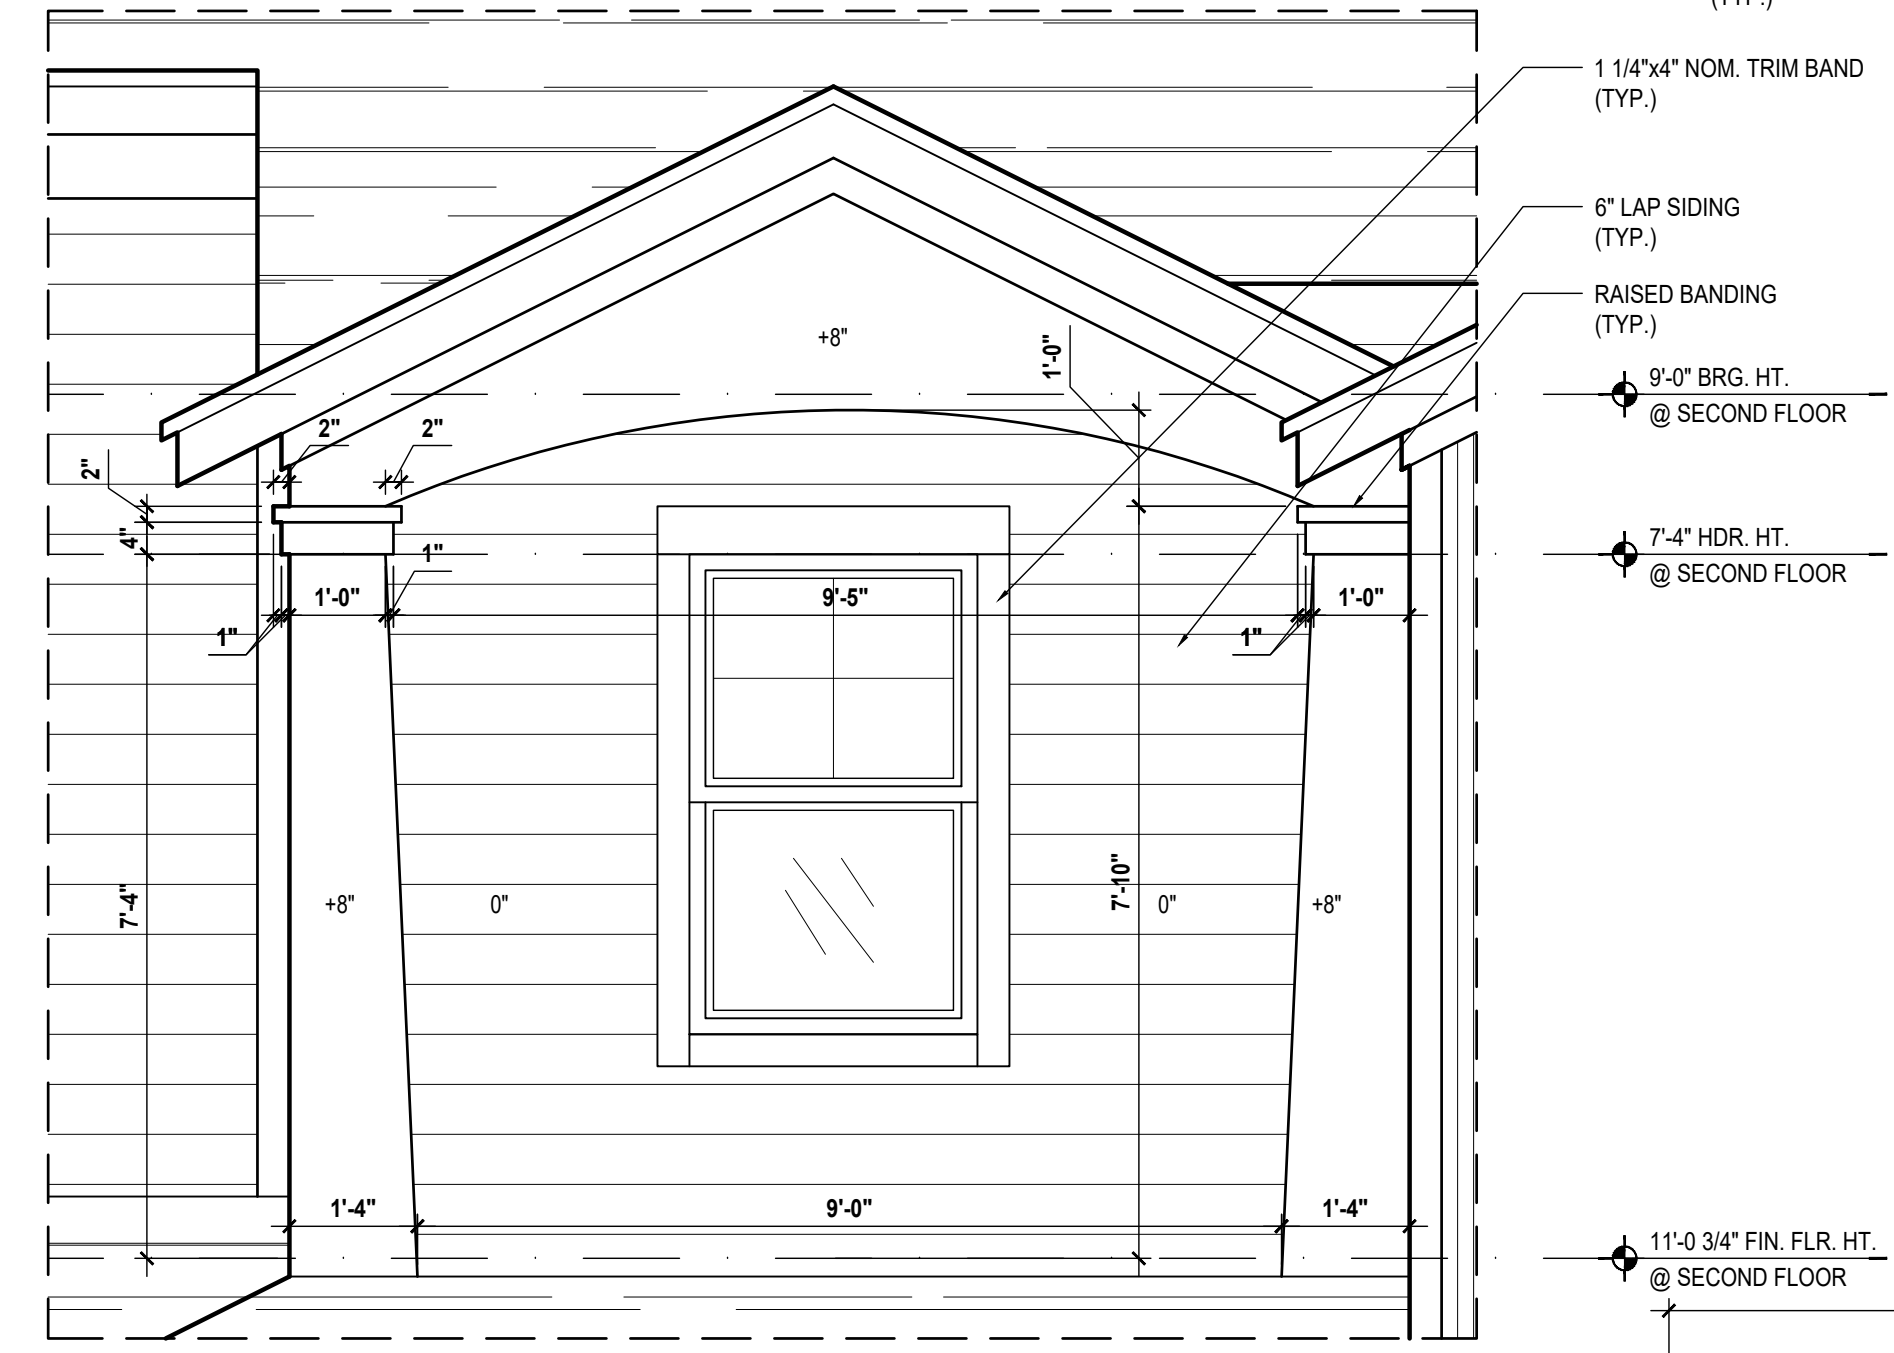 (TYP.)
1 1/4"x4" NOM. TRIM BAND
(TYP.)
6" LAP SIDING
(TYP.)
RAISED BANDING
(TYP.)
+8"
1'-0"
9'-0" BRG. HT.
@ SECOND FLOOR
2"
2"
2"
4"
1"
7'-4" HDR. HT.
@ SECOND FLOOR
1'-0"
9'-5"
1'-0"
1"
1"
7'-4"
+8"
0"
7'-10"
0"
+8"
1'-4"
9'-0"
1'-4"
11'-0 3/4" FIN. FLR. HT.
@ SECOND FLOOR